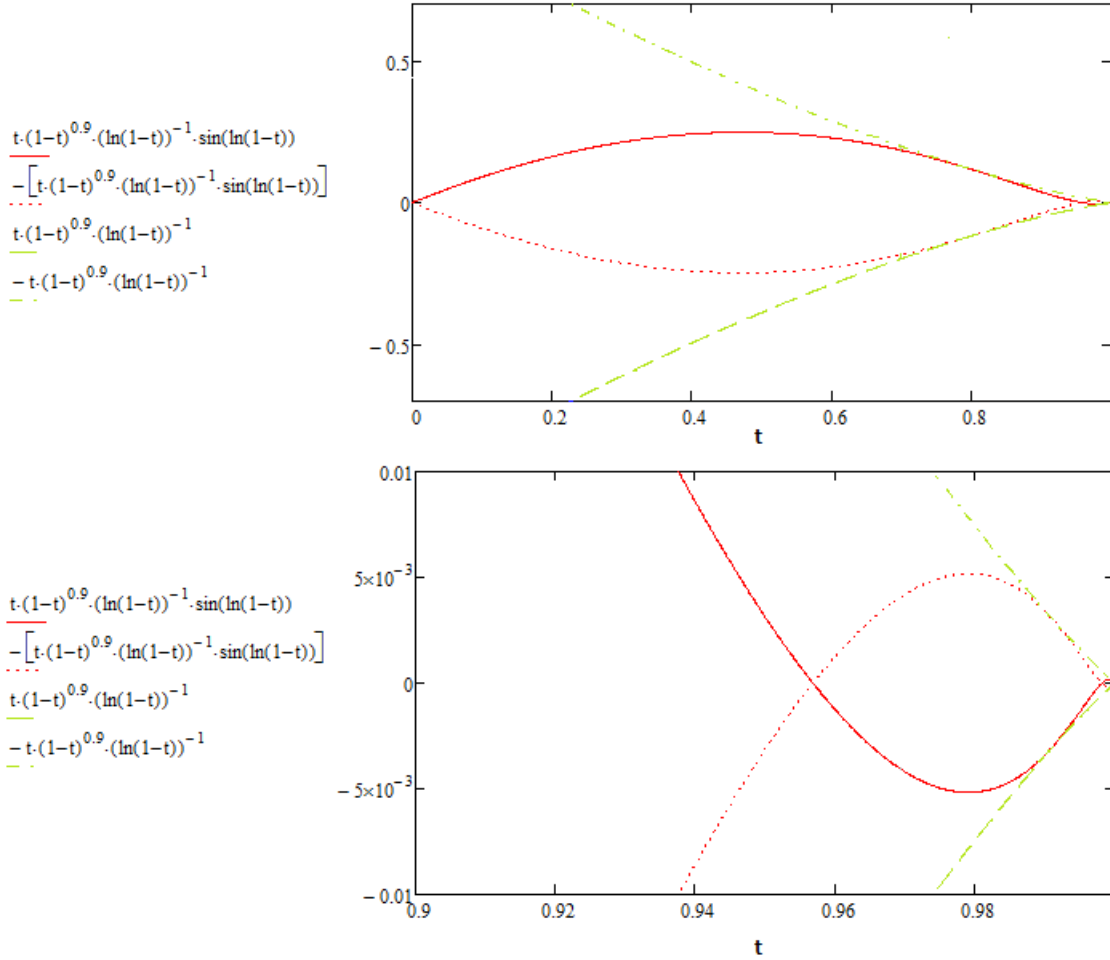 t·(1−t)^0.9·(ln(1−t))^−1·sin(ln(1−t))
−[t·(1−t)^0.9·(ln(1−t))^−1·sin(ln(1−t))]
t·(1−t)^0.9·(ln(1−t))^−1
−t·(1−t)^0.9·(ln(1−t))^−1
0.5
0
−0.5
0 0.2 0.4 0.6 0.8
t
t·(1−t)^0.9·(ln(1−t))^−1·sin(ln(1−t))
−[t·(1−t)^0.9·(ln(1−t))^−1·sin(ln(1−t))]
t·(1−t)^0.9·(ln(1−t))^−1
−t·(1−t)^0.9·(ln(1−t))^−1
0.01
5×10^−3
0
−5×10^−3
−0.01
0.9 0.92 0.94 0.96 0.98
t